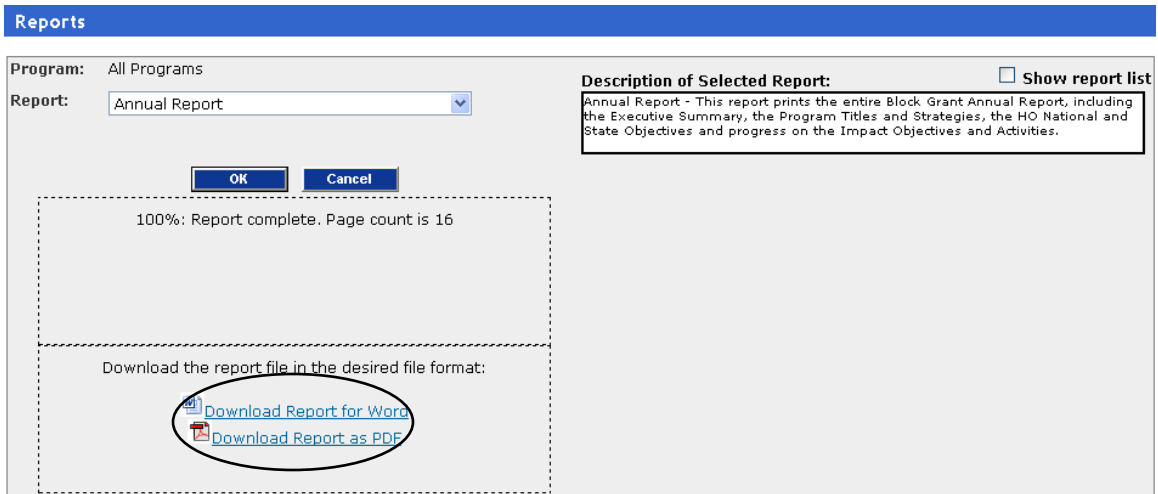 Reports
Program: All Programs
Report: Annual Report
Description of Selected Report:
Show report list
Annual Report - This report prints the entire Block Grant Annual Report, including
the Executive Summary, the Program Titles and Strategies, the HO National and
State Objectives and progress on the Impact Objectives and Activities.
OK Cancel
100%: Report complete. Page count is 16
Download the report file in the desired file format:
Download Report for Word
Download Report as PDF